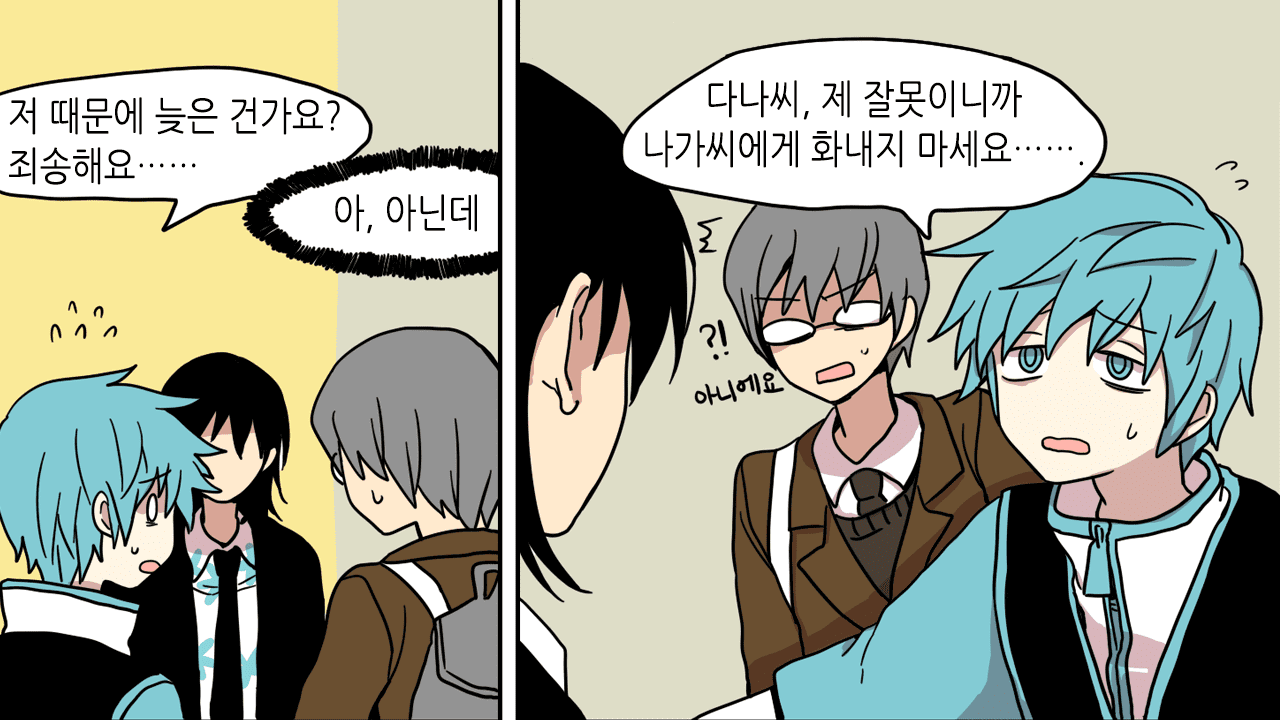 저 때문에 늦은 건가요?
죄송해요……
아, 아닌데
다나씨, 제 잘못이니까
나가씨에게 화내지 마세요…….
?!
아니에요